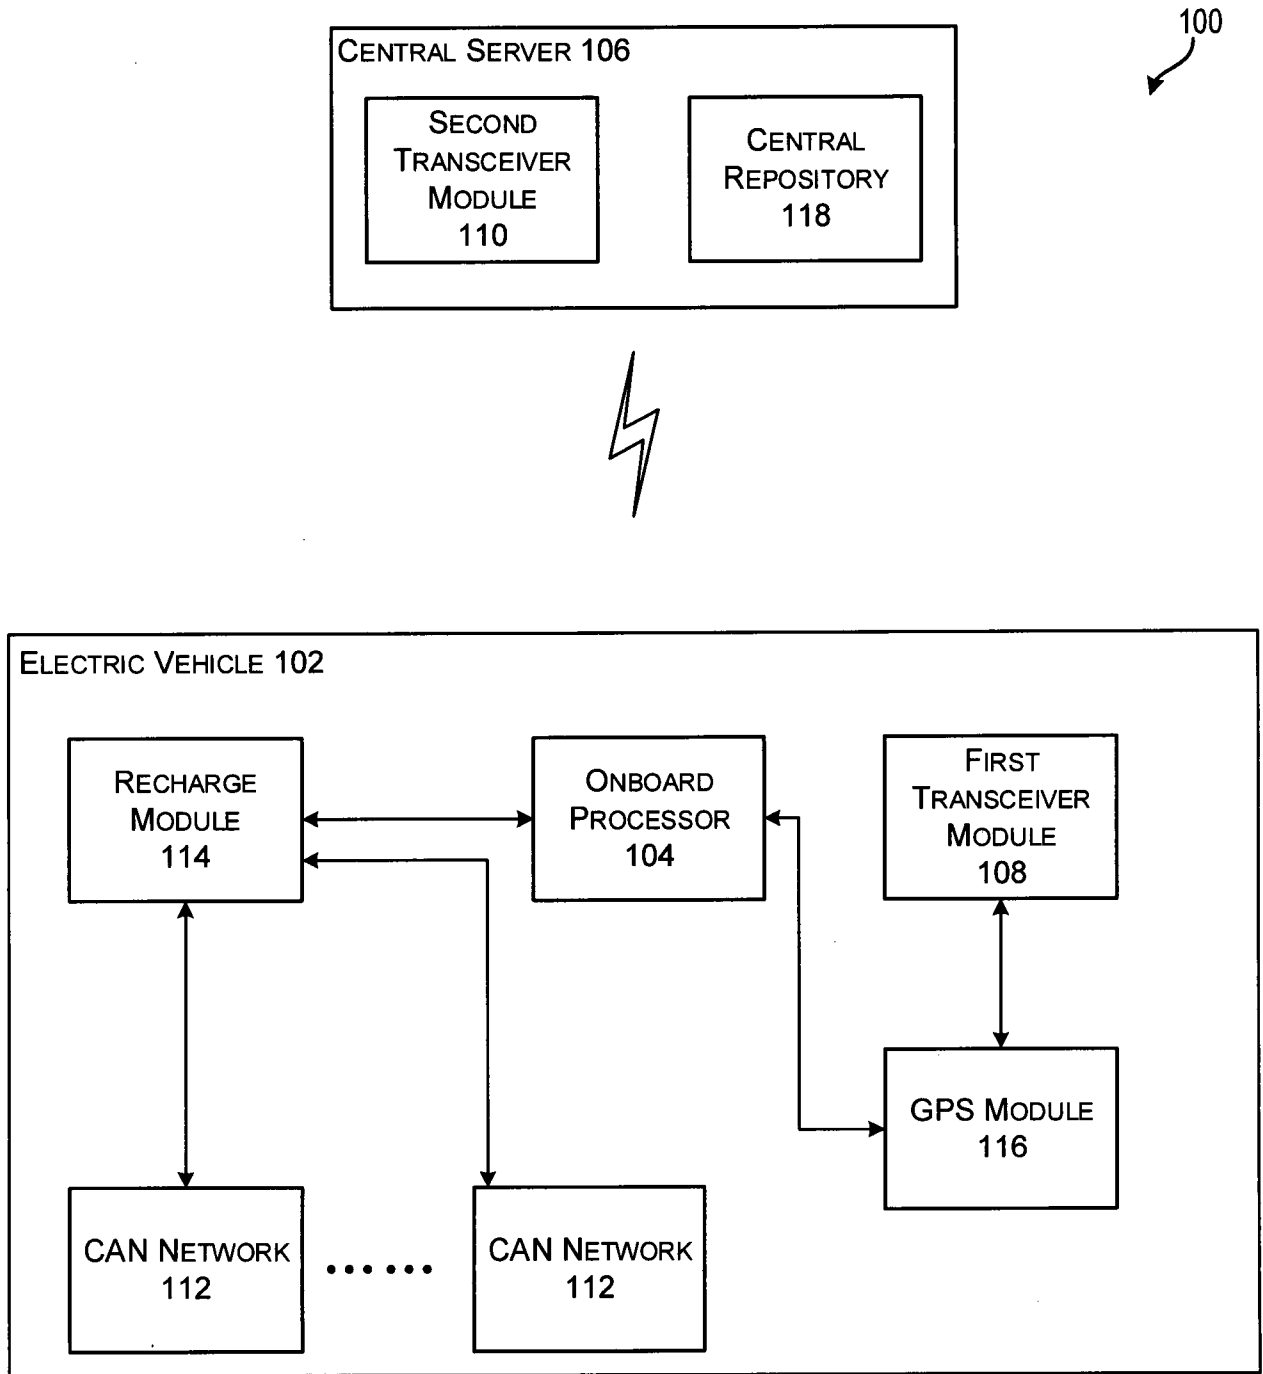 100
CENTRAL SERVER 106
SECOND
TRANSCEIVER
MODULE
110
CENTRAL
REPOSITORY
118
ELECTRIC VEHICLE 102
RECHARGE
MODULE
114
ONBOARD
PROCESSOR
104
FIRST
TRANSCEIVER
MODULE
108
GPS MODULE
116
CAN NETWORK
112
......
CAN NETWORK
112